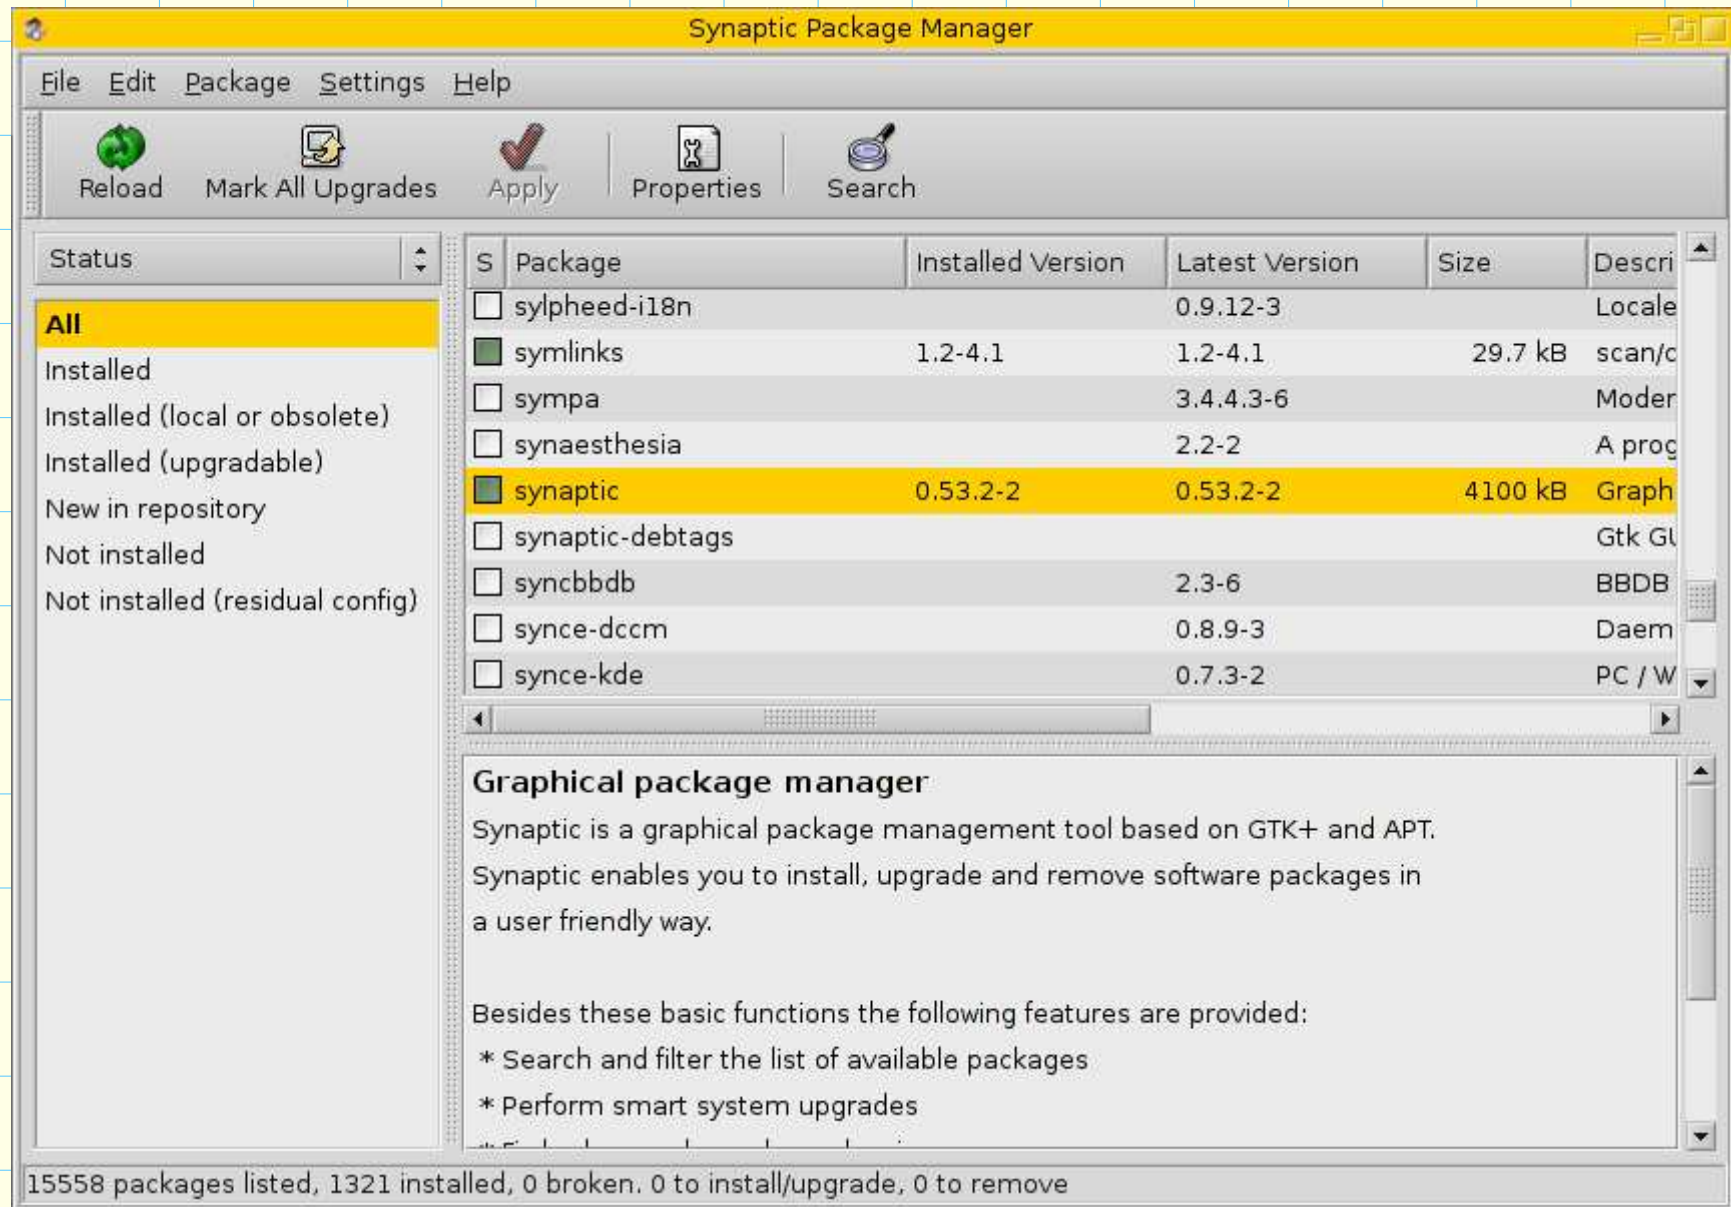 Synaptic Package Manager
File Edit Package Settings Help
Reload Mark All Upgrades Apply Properties Search
Status
All
Installed
Installed (local or obsolete)
Installed (upgradable)
New in repository
Not installed
Not installed (residual config)
S Package Installed Version Latest Version Size Descri
sylpheed-i18n 0.9.12-3 Locale
symlinks 1.2-4.1 1.2-4.1 29.7 kB scan/c
sympa 3.4.4.3-6 Moder
synaesthesia 2.2-2 A prog
synaptic 0.53.2-2 0.53.2-2 4100 kB Graph
synaptic-debtags Gtk GU
syncbbdb 2.3-6 BBDB
synce-dccm 0.8.9-3 Daem
synce-kde 0.7.3-2 PC / W
Graphical package manager
Synaptic is a graphical package management tool based on GTK+ and APT.
Synaptic enables you to install, upgrade and remove software packages in
a user friendly way.
Besides these basic functions the following features are provided:
* Search and filter the list of available packages
* Perform smart system upgrades
15558 packages listed, 1321 installed, 0 broken. 0 to install/upgrade, 0 to remove